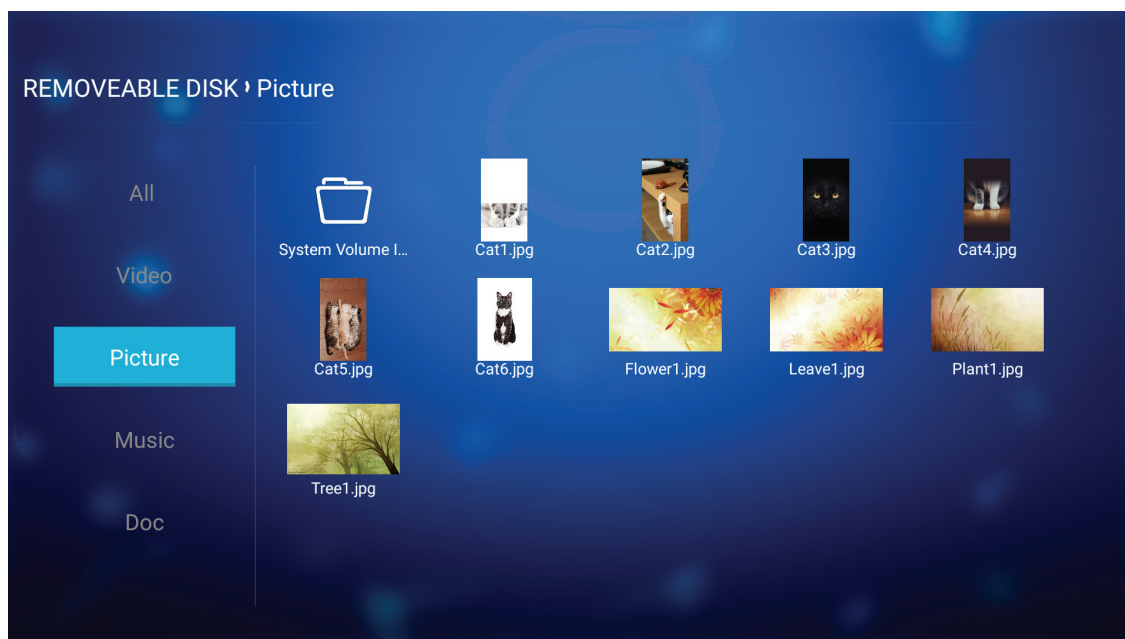 REMOVEABLE DISK › Picture
All
Video
Picture
Music
Doc
System Volume I...
Cat1.jpg
Cat2.jpg
Cat3.jpg
Cat4.jpg
Cat5.jpg
Cat6.jpg
Flower1.jpg
Leave1.jpg
Plant1.jpg
Tree1.jpg